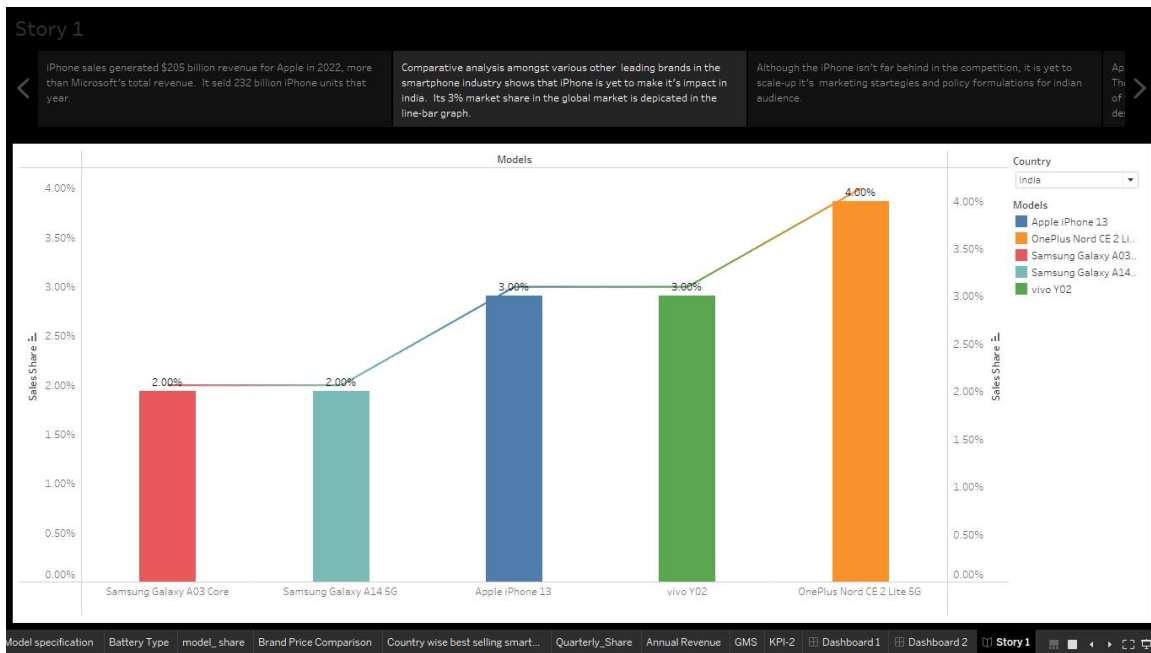 Story 1
iPhone sales generated $205 billion revenue for Apple in 2022, more
than Microsoft's total revenue. It seld 232 billion iPhone units that
year.
Comparative analysis amongst various other leading brands in the
smartphone industry shows that iPhone is yet to make it's impact in
india. Its 3% market share in the global market is depicated in the
line-bar graph.
Although the iPhone isn't far behind in the competition, it is yet to
scale-up it's marketing startegies and policy formulations for indian
audience.
Ap
The
of
de
Models
4.00%
3.50%
3.00%
2.50%
2.00%
1.50%
1.00%
0.50%
0.00%
Sales Share
2.00%
2.00%
3.00%
3.00%
4.00%
4.00%
3.50%
3.00%
2.50%
2.00%
1.50%
1.00%
0.50%
0.00%
Sales Share
Samsung Galaxy A03 Core
Samsung Galaxy A14 5G
Apple iPhone 13
vivo Y02
OnePlus Nord CE 2 Lite 5G
Country
India
Models
Apple iPhone 13
OnePlus Nord CE 2 Li..
Samsung Galaxy A03..
Samsung Galaxy A14..
vivo Y02
Model specification
Battery Type
model_share
Brand Price Comparison
Country wise best selling smart...
Quarterly_Share
Annual Revenue
GMS
KPI-2
Dashboard 1
Dashboard 2
Story 1